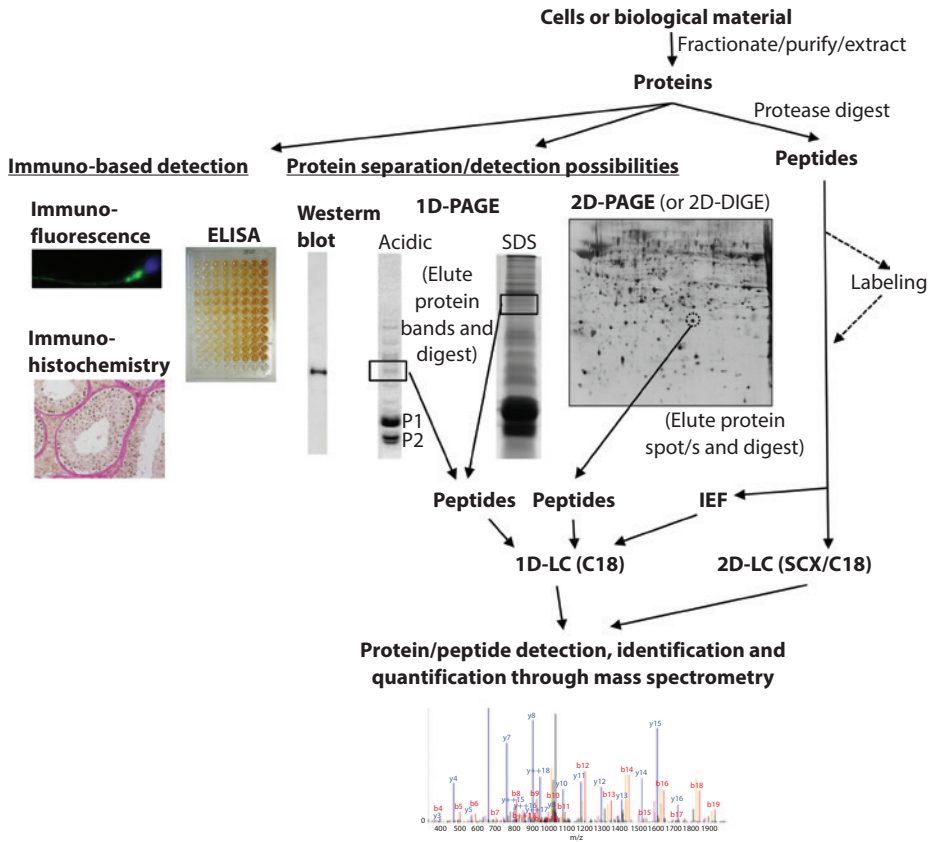 Cells or biological material
Fractionate/purify/extract
Proteins
Protease digest
Peptides
Immuno-based detection
Protein separation/detection possibilities
Immuno-
fluorescence
ELISA
Westerm
blot
1D-PAGE
Acidic
SDS
(Elute
protein
bands and
digest)
P1
P2
2D-PAGE (or 2D-DIGE)
Labeling
Immuno-
histochemistry
(Elute protein
spot/s and digest)
Peptides
Peptides
IEF
1D-LC (C18)
2D-LC (SCX/C18)
Protein/peptide detection, identification and
quantification through mass spectrometry
y8
y15
y7
y++18
b12
b14
y4
y10
y11
y12
y14
b16
b18
b8
b9
b10
y++15
y++16
b13
y13
y16
b19
b4
y3
b5
y5
b6
b7
b11
b15
b17
0
400 500 600 700 800 900 1000 1100 1200 1300 1400 1500 1600 1700 1800 1900
m/z